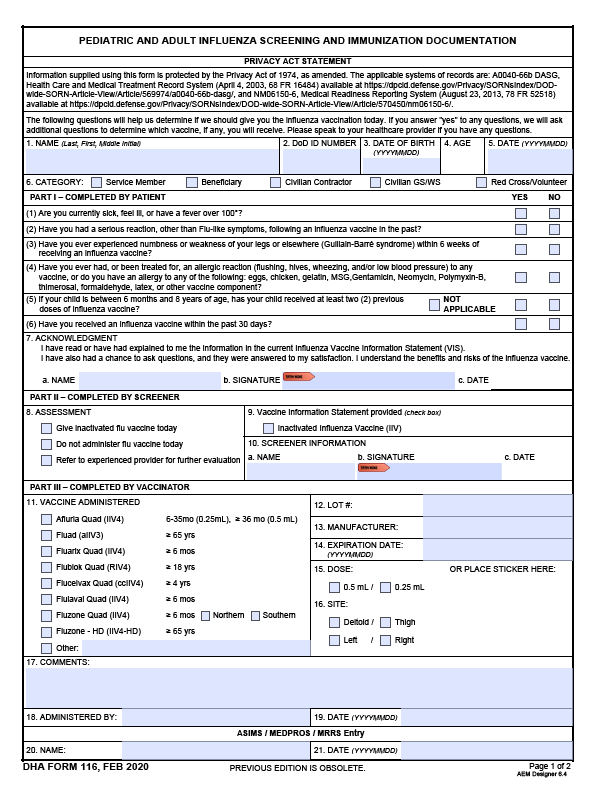 PEDIATRIC AND ADULT INFLUENZA SCREENING AND IMMUNIZATION DOCUMENTATION
PRIVACY ACT STATEMENT
Information supplied using this form is protected by the Privacy Act of 1974, as amended. The applicable systems of records are: A0040-66b DASG,
Health Care and Medical Treatment Record System (April 4, 2003, 68 FR 16484) available at https://dpcld.defense.gov/Privacy/SORNsIndex/DOD-
wide-SORN-Article-View/Article/569974/a0040-66b-dasg/, and NM06150-6, Medical Readiness Reporting System (August 23, 2013, 78 FR 52518)
available at https://dpcld.defense.gov/Privacy/SORNsIndex/DOD-wide-SORN-Article-View/Article/570450/nm06150-6/.
The following questions will help us determine if we should give you the influenza vaccination today. If you answer "yes" to any questions, we will ask
additional questions to determine which vaccine, if any, you will receive. Please speak to your healthcare provider if you have any questions.
1. NAME (Last, First, Middle Initial) 2. DoD ID NUMBER 3. DATE OF BIRTH 4. AGE 5. DATE (YYYYMMDD)
(YYYYMMDD)
6. CATEGORY: Service Member Beneficiary Civilian Contractor Civilian GS/WS Red Cross/Volunteer
PART I – COMPLETED BY PATIENT YES NO
(1) Are you currently sick, feel ill, or have a fever over 100°?
(2) Have you had a serious reaction, other than Flu-like symptoms, following an influenza vaccine in the past?
(3) Have you ever experienced numbness or weakness of your legs or elsewhere (Guillain-Barré syndrome) within 6 weeks of
receiving an influenza vaccine?
(4) Have you ever had, or been treated for, an allergic reaction (flushing, hives, wheezing, and/or low blood pressure) to any
vaccine, or do you have an allergy to any of the following: eggs, chicken, gelatin, MSG,Gentamicin, Neomycin, Polymyxin-B,
thimerosal, formaldehyde, latex, or other vaccine component?
(5) If your child is between 6 months and 8 years of age, has your child received at least two (2) previous
doses of influenza vaccine?
NOT
APPLICABLE
(6) Have you received an influenza vaccine within the past 30 days?
7. ACKNOWLEDGMENT
I have read or have had explained to me the information in the current Influenza Vaccine Information Statement (VIS).
I have also had a chance to ask questions, and they were answered to my satisfaction. I understand the benefits and risks of the influenza vaccine.
a. NAME b. SIGNATURE c. DATE
PART II – COMPLETED BY SCREENER
8. ASSESSMENT
Give inactivated flu vaccine today
Do not administer flu vaccine today
Refer to experienced provider for further evaluation
9. Vaccine Information Statement provided (check box)
Inactivated Influenza Vaccine (IIV)
10. SCREENER INFORMATION
a. NAME b. SIGNATURE c. DATE
PART III – COMPLETED BY VACCINATOR
11. VACCINE ADMINISTERED
Afluria Quad (IIV4) 6-35mo (0.25mL), ≥ 36 mo (0.5 mL)
Fluad (aIIV3) ≥ 65 yrs
Fluarix Quad (IIV4) ≥ 6 mos
Flublok Quad (RIV4) ≥ 18 yrs
Flucelvax Quad (ccIIV4) ≥ 4 yrs
Flulaval Quad (IIV4) ≥ 6 mos
Fluzone Quad (IIV4) ≥ 6 mos Northern Southern
Fluzone - HD (IIV4-HD) ≥ 65 yrs
Other:
12. LOT #:
13. MANUFACTURER:
14. EXPIRATION DATE:
(YYYYMMDD)
15. DOSE: OR PLACE STICKER HERE:
0.5 mL / 0.25 mL
16. SITE:
Deltoid / Thigh
Left / Right
17. COMMENTS:
18. ADMINISTERED BY: 19. DATE (YYYYMMDD)
ASIMS / MEDPROS / MRRS Entry
20. NAME: 21. DATE (YYYYMMDD)
DHA FORM 116, FEB 2020 PREVIOUS EDITION IS OBSOLETE. Page 1 of 2
AEM Designer 6.4